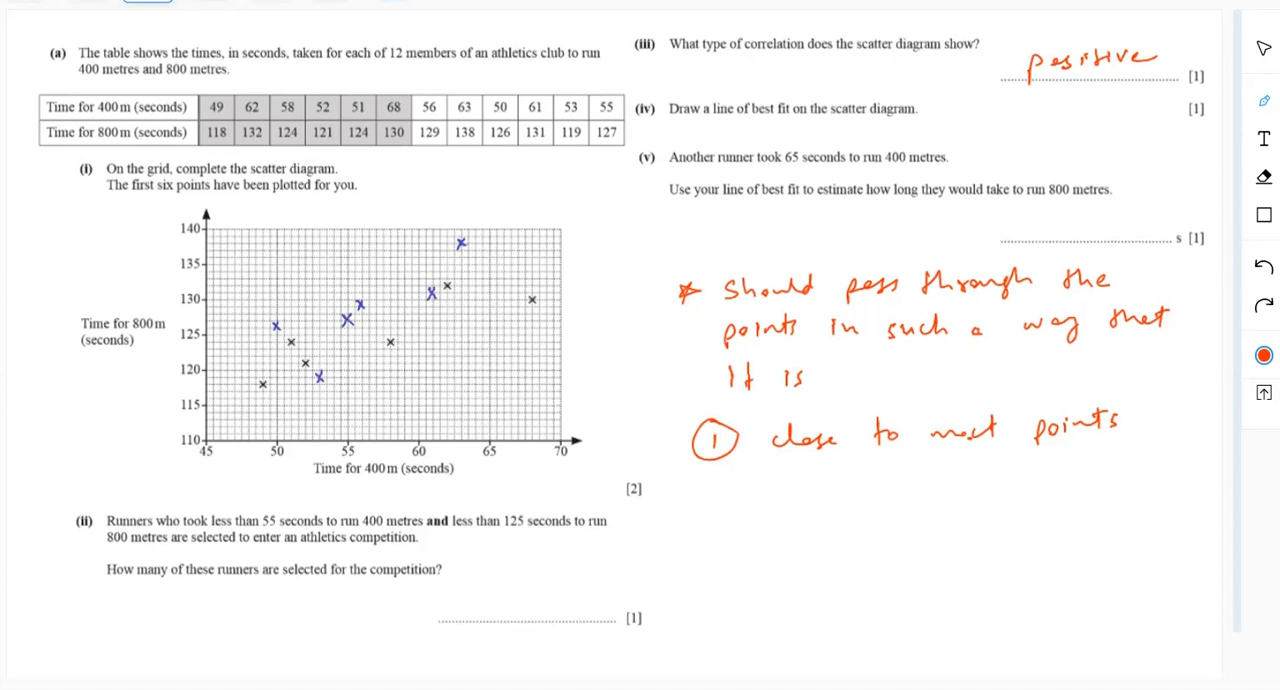 (a) The table shows the times, in seconds, taken for each of 12 members of an athletics club to run
400 metres and 800 metres.
Time for 400 m (seconds) 49 62 58 52 51 68 56 63 50 61 53 55
Time for 800 m (seconds) 118 132 124 121 124 130 129 138 126 131 119 127
(i) On the grid, complete the scatter diagram.
The first six points have been plotted for you.
140
135
130
Time for 800 m
(seconds)
125
120
115
110
45 50 55 60 65 70
Time for 400 m (seconds)
[2]
(ii) Runners who took less than 55 seconds to run 400 metres and less than 125 seconds to run
800 metres are selected to enter an athletics competition.
How many of these runners are selected for the competition?
[1]
(iii) What type of correlation does the scatter diagram show?
positive
[1]
(iv) Draw a line of best fit on the scatter diagram. [1]
(v) Another runner took 65 seconds to run 400 metres.
Use your line of best fit to estimate how long they would take to run 800 metres.
s [1]
* should pass through the
points in such a way that
it is
1 close to most points
T